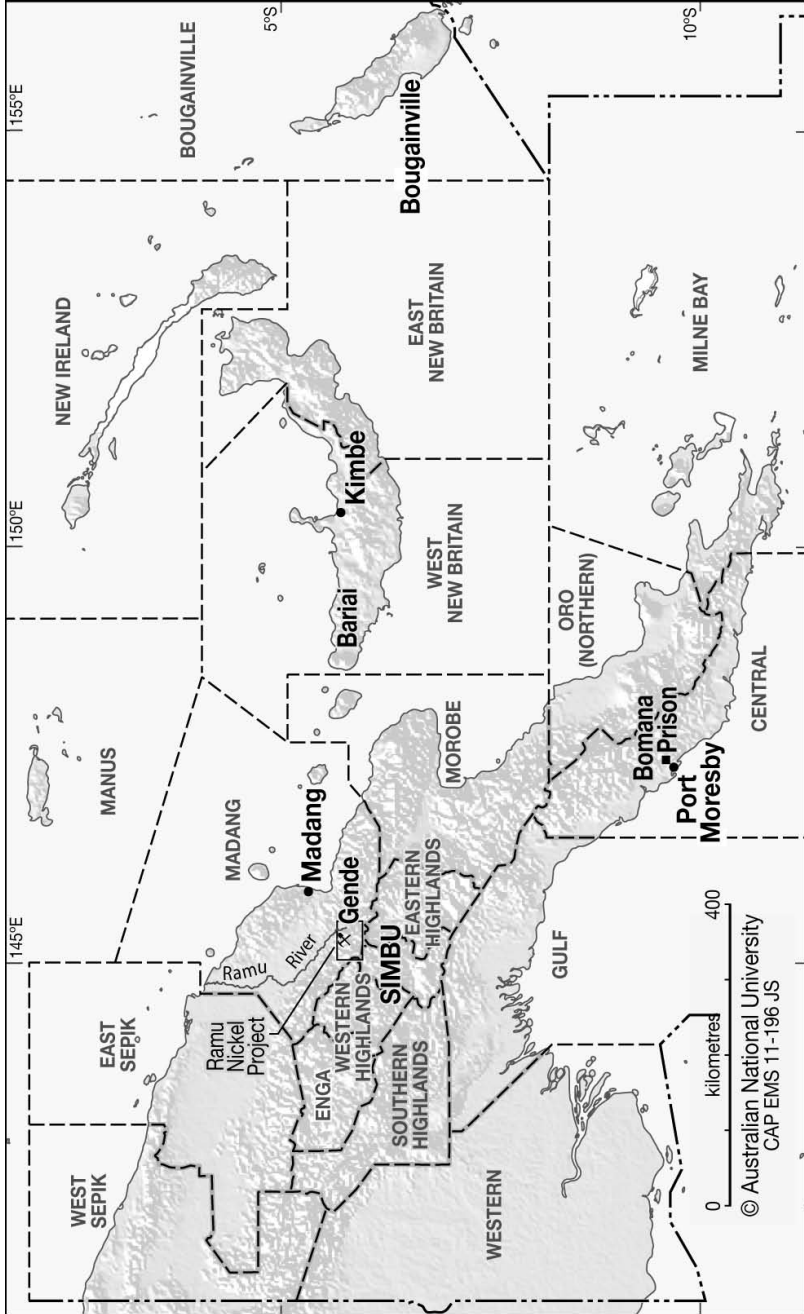 145°E
150°E
155°E
5°S
10°S
WEST
SEPIK
EAST
SEPIK
MANUS
NEW IRELAND
BOUGAINVILLE
MADANG
Madang
Ramu
River
Ramu
Nickel
Project
Gende
ENGA
WESTERN
HIGHLANDS
SIMBU
EASTERN
HIGHLANDS
SOUTHERN
HIGHLANDS
WESTERN
GULF
MOROBE
Bariai
Kimbe
WEST
NEW BRITAIN
EAST
NEW BRITAIN
Bougainville
ORO
(NORTHERN)
Bomana
Prison
Port
Moresby
CENTRAL
MILNE BAY
0
kilometres
400
© Australian National University
CAP EMS 11-196 JS